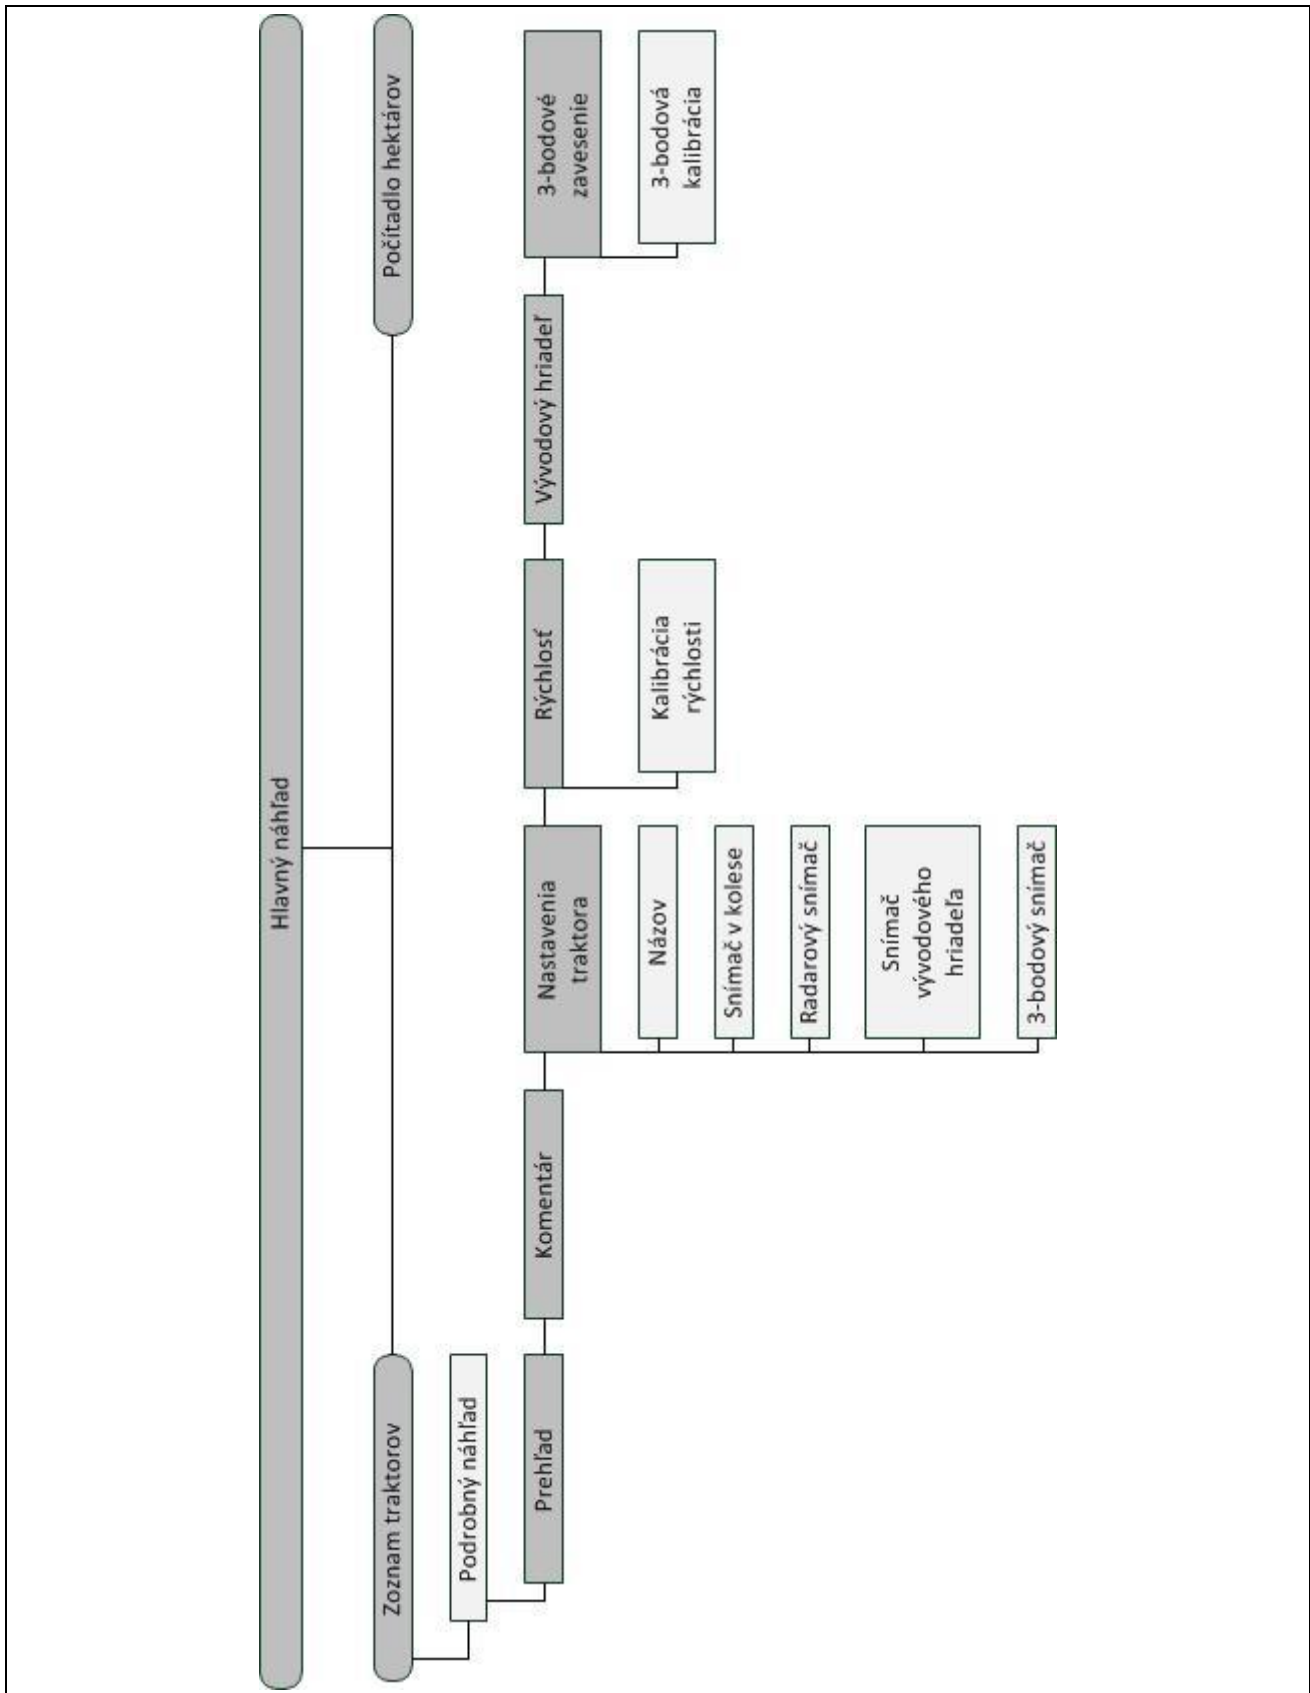 Hlavný náhľad
Zoznam traktorov
Počítadlo hektárov
Podrobný náhľad
Prehľad
Komentár
Nastavenia
traktora
Názov
Snímač v kolese
Radarový snímač
Snímač
vývodového
hriadeľa
3-bodový snímač
Rýchlosť
Kalibrácia
rýchlosti
Vývodový hriadeľ
3-bodové
zavesenie
3-bodová
kalibrácia